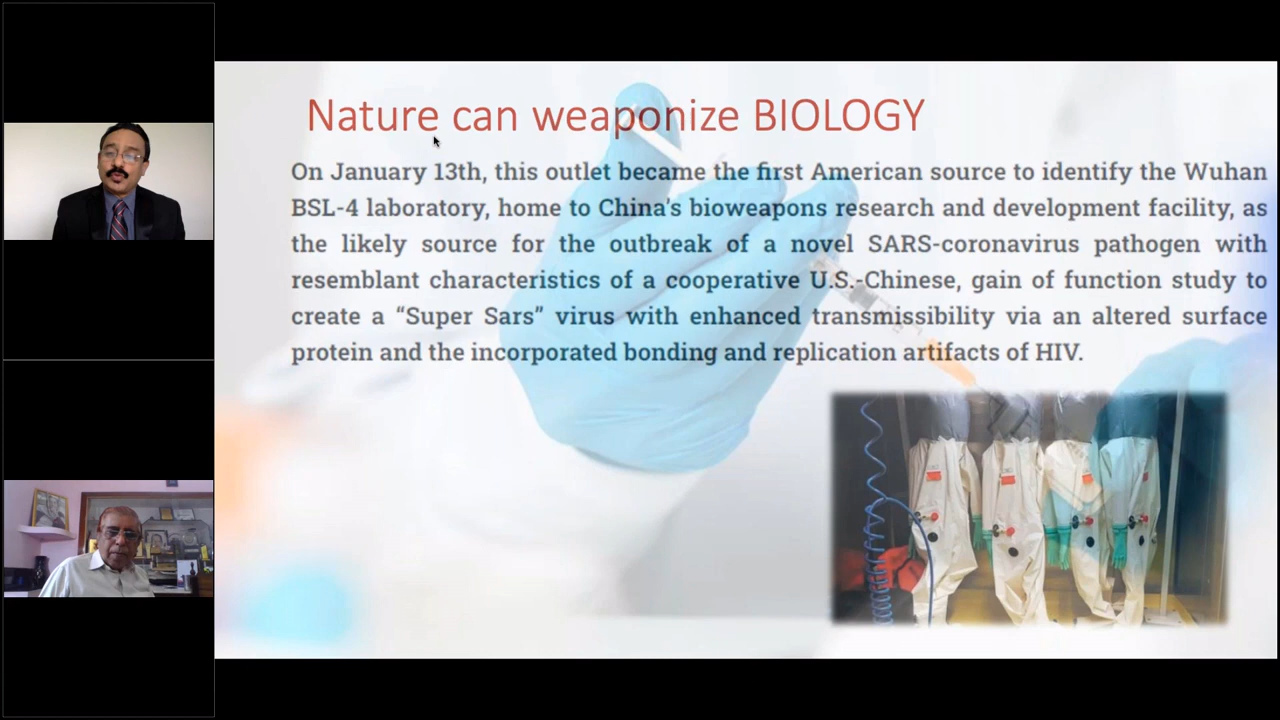 Nature can weaponize BIOLOGY
On January 13th, this outlet became the first American source to identify the Wuhan
BSL-4 laboratory, home to China's bioweapons research and development facility, as
the likely source for the outbreak of a novel SARS-coronavirus pathogen with
resemblant characteristics of a cooperative U.S.-Chinese, gain of function study to
create a “Super Sars” virus with enhanced transmissibility via an altered surface
protein and the incorporated bonding and replication artifacts of HIV.